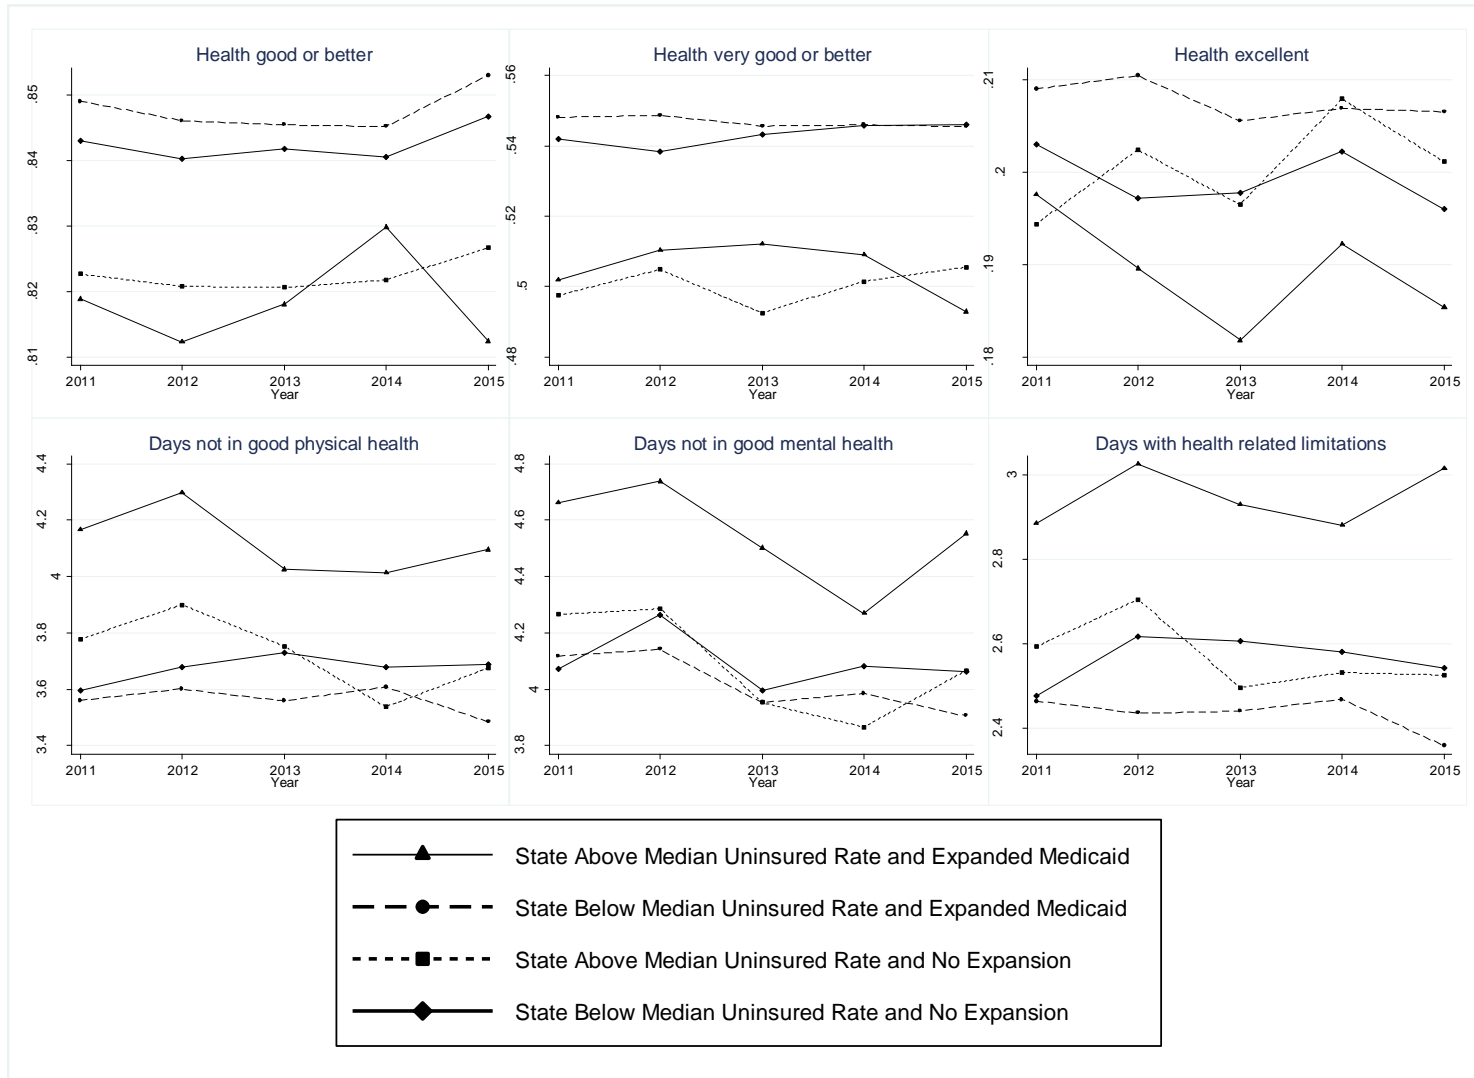 Health good or better
.85
.84
.83
.82
.81
2011 2012 2013 2014 2015
Year
Health very good or better
.56
.54
.52
.5
.48
2011 2012 2013 2014 2015
Year
Health excellent
.21
.2
.19
.18
2011 2012 2013 2014 2015
Year
Days not in good physical health
4.4
4.2
4
3.8
3.6
3.4
2011 2012 2013 2014 2015
Year
Days not in good mental health
4.8
4.6
4.4
4.2
4
3.8
2011 2012 2013 2014 2015
Year
Days with health related limitations
3
2.8
2.6
2.4
2011 2012 2013 2014 2015
Year
State Above Median Uninsured Rate and Expanded Medicaid
State Below Median Uninsured Rate and Expanded Medicaid
State Above Median Uninsured Rate and No Expansion
State Below Median Uninsured Rate and No Expansion